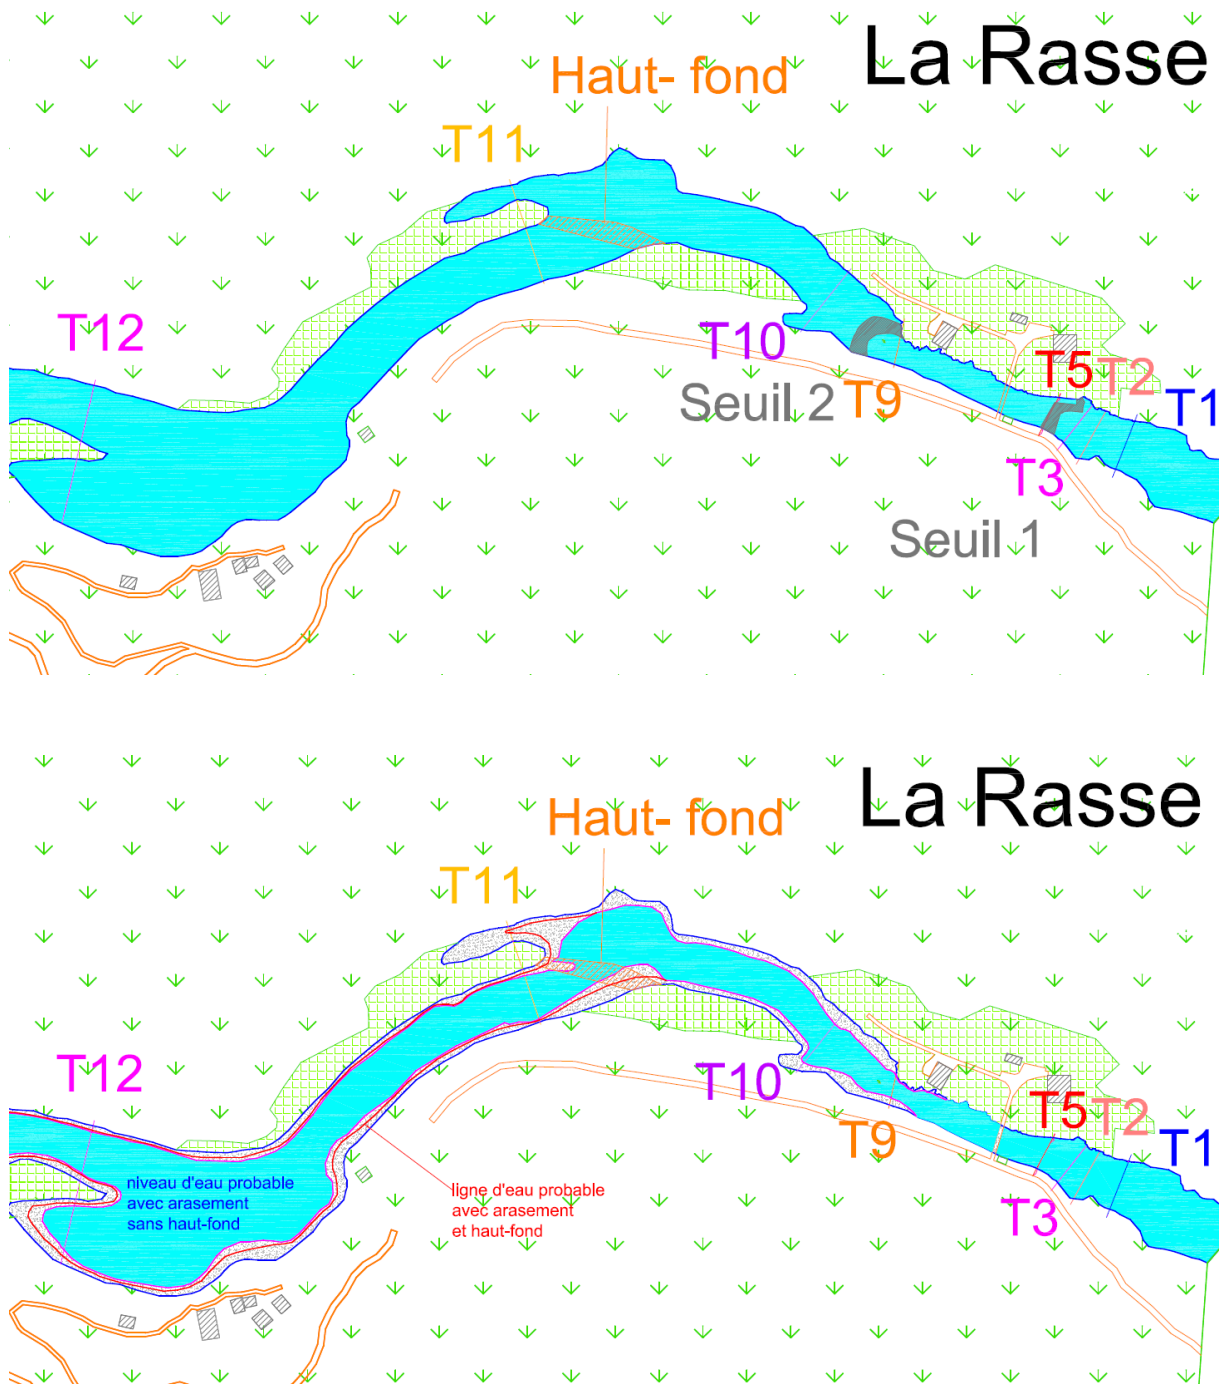 La Rasse
Haut- fond
T11
T12
T10
Seuil 2
T9
T5
T2
T1
T3
Seuil 1
La Rasse
Haut- fond
T11
T12
T10
T9
T5
T2
T1
T3
niveau d'eau probable
avec arasement
sans haut-fond
ligne d'eau probable
avec arasement
et haut-fond